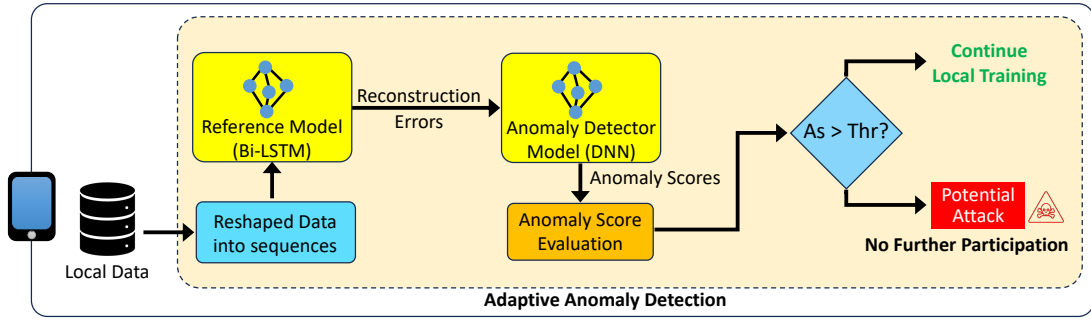 Local Data
Reshaped Data
into sequences
Reference Model
(Bi-LSTM)
Reconstruction
Errors
Anomaly Detector
Model (DNN)
Anomaly Scores
Anomaly Score
Evaluation
As > Thr?
Continue
Local Training
Potential
Attack
No Further Participation
Adaptive Anomaly Detection